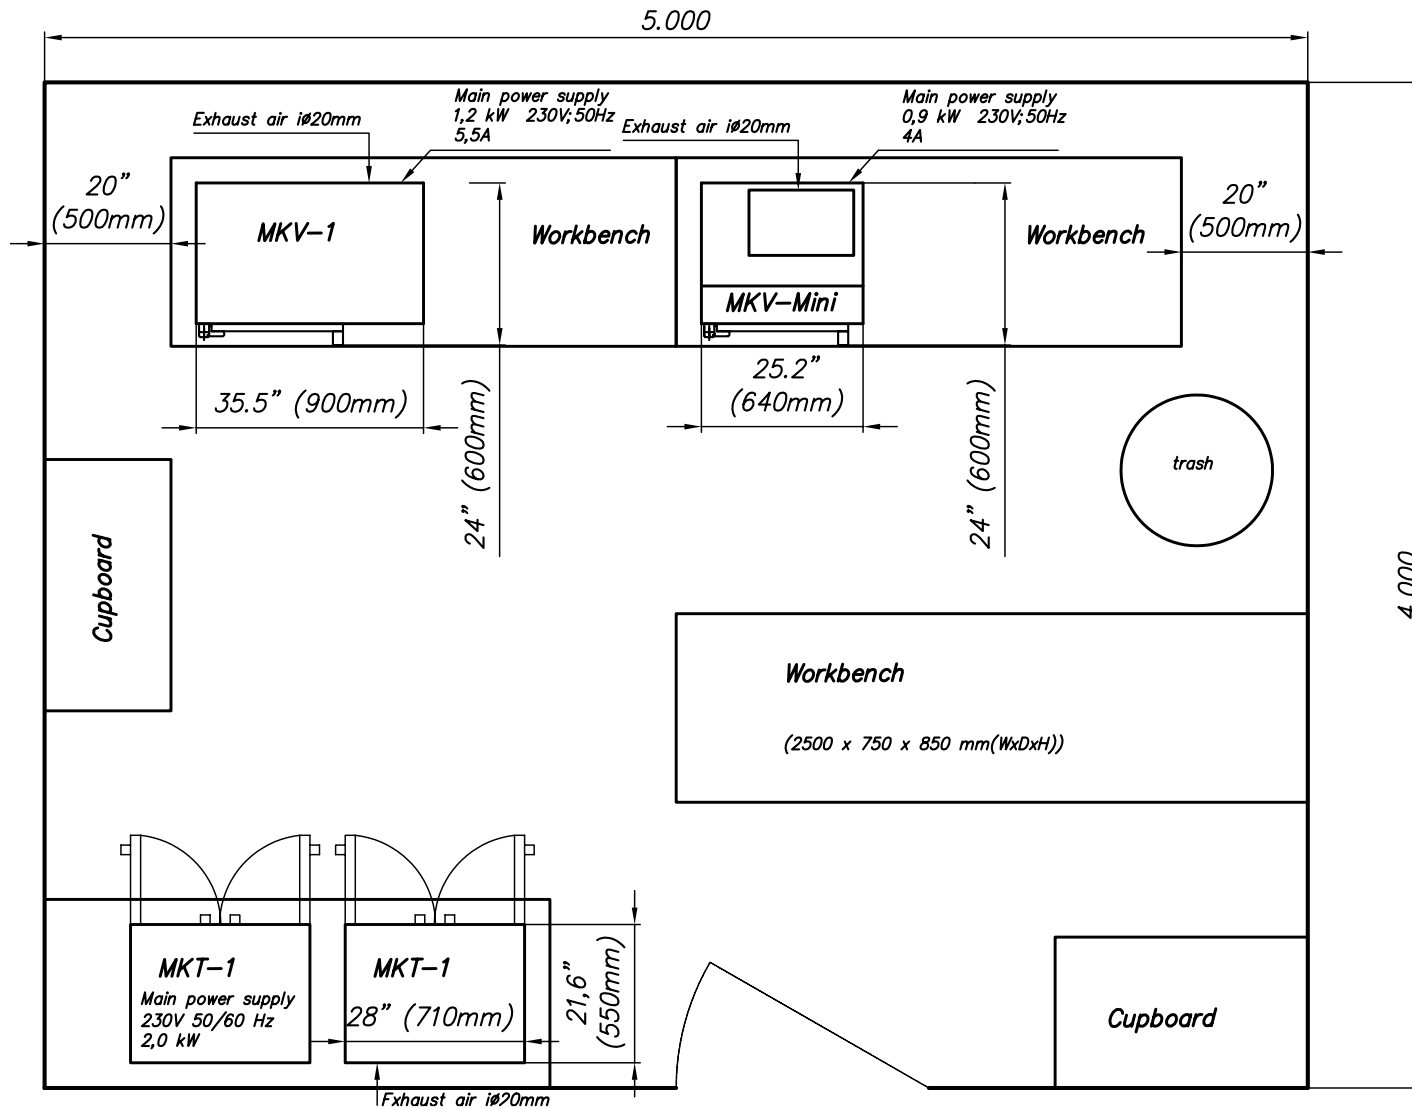 5.000
Main power supply
1,2 kW 230V;50Hz
5,5A
Exhaust air iø20mm
Main power supply
0,9 kW 230V;50Hz
4A
Exhaust air iø20mm
20”
(500mm)
MKV-1
Workbench
MKV-Mini
Workbench
20”
(500mm)
35.5” (900mm)
24” (600mm)
25.2”
(640mm)
24” (600mm)
trash
Cupboard
4.000
Workbench
(2500 x 750 x 850 mm(WxDxH))
MKT-1
Main power supply
230V 50/60 Hz
2,0 kW
MKT-1
28” (710mm)
21,6”
(550mm)
Exhaust air iø20mm
Cupboard